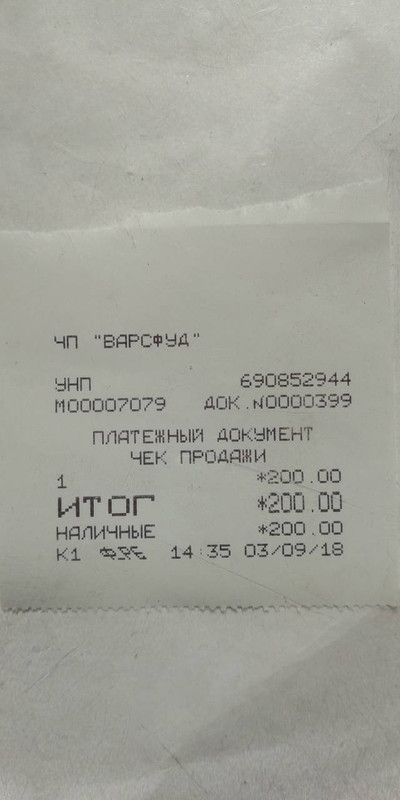 ЧП "ВАРСФУД"
УНП 690852944
М00007079 ДОК.N0000399
ПЛАТЕЖНЫЙ ДОКУМЕНТ
ЧЕК ПРОДАЖИ
1 *200.00
ИТОГ *200.00
НАЛИЧНЫЕ *200.00
К1 14:35 03/09/18